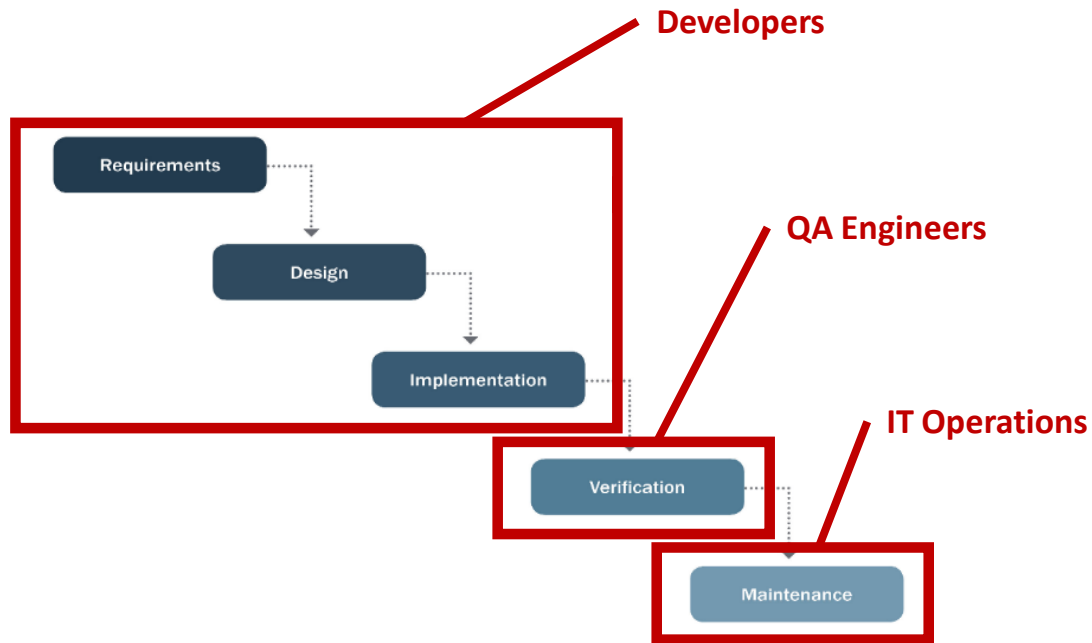 Developers
Requirements
QA Engineers
Design
Implementation
IT Operations
Verification
Maintenance